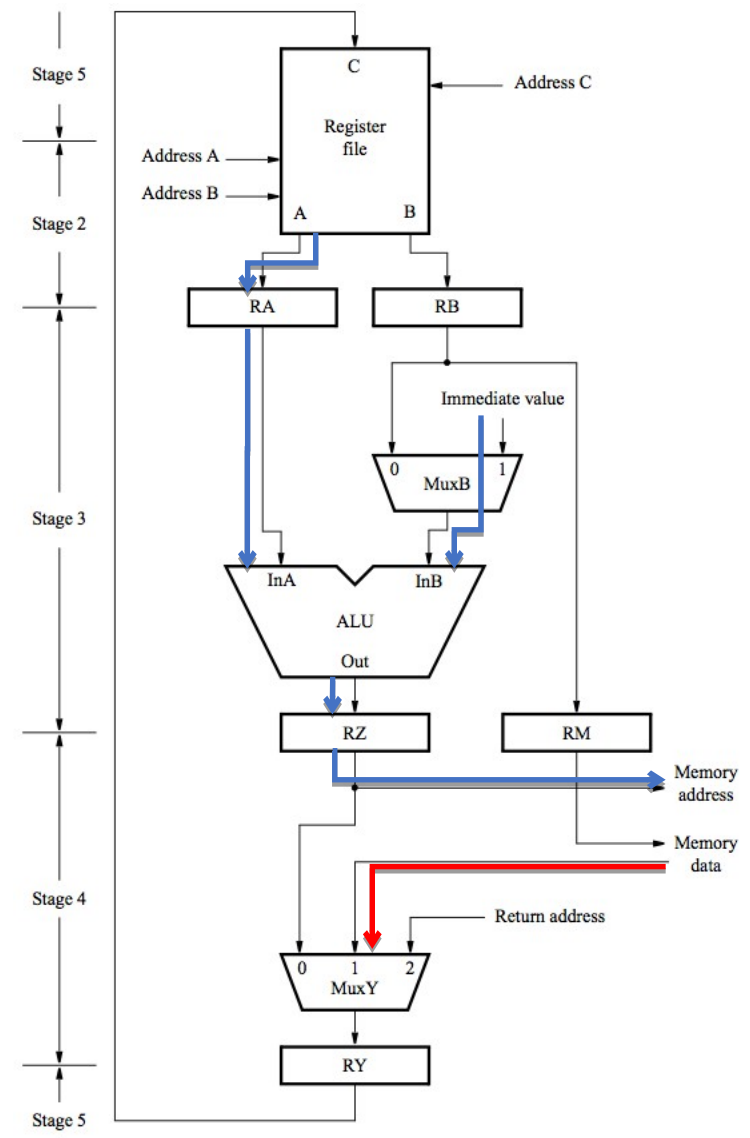 C
Stage 5
Address C
Register
file
Address A
Address B
A
B
Stage 2
RA
RB
Immediate value
0
1
MuxB
Stage 3
InA
InB
ALU
Out
RZ
RM
Memory
address
Memory
data
Stage 4
Return address
0
1
2
MuxY
RY
Stage 5